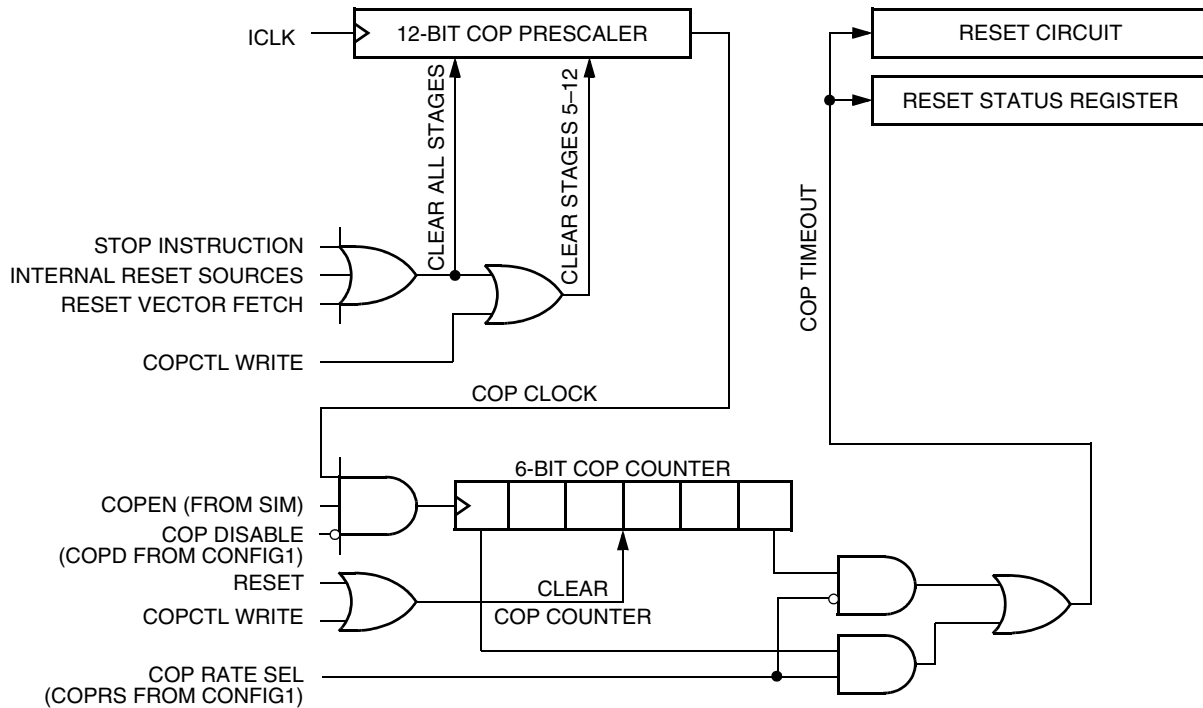 ICLK
12-BIT COP PRESCALER
RESET CIRCUIT
RESET STATUS REGISTER
CLEAR ALL STAGES
CLEAR STAGES 5–12
COP TIMEOUT
STOP INSTRUCTION
INTERNAL RESET SOURCES
RESET VECTOR FETCH
COPCTL WRITE
COP CLOCK
6-BIT COP COUNTER
COPEN (FROM SIM)
COP DISABLE
(COPD FROM CONFIG1)
RESET
COPCTL WRITE
CLEAR
COP COUNTER
COP RATE SEL
(COPRS FROM CONFIG1)